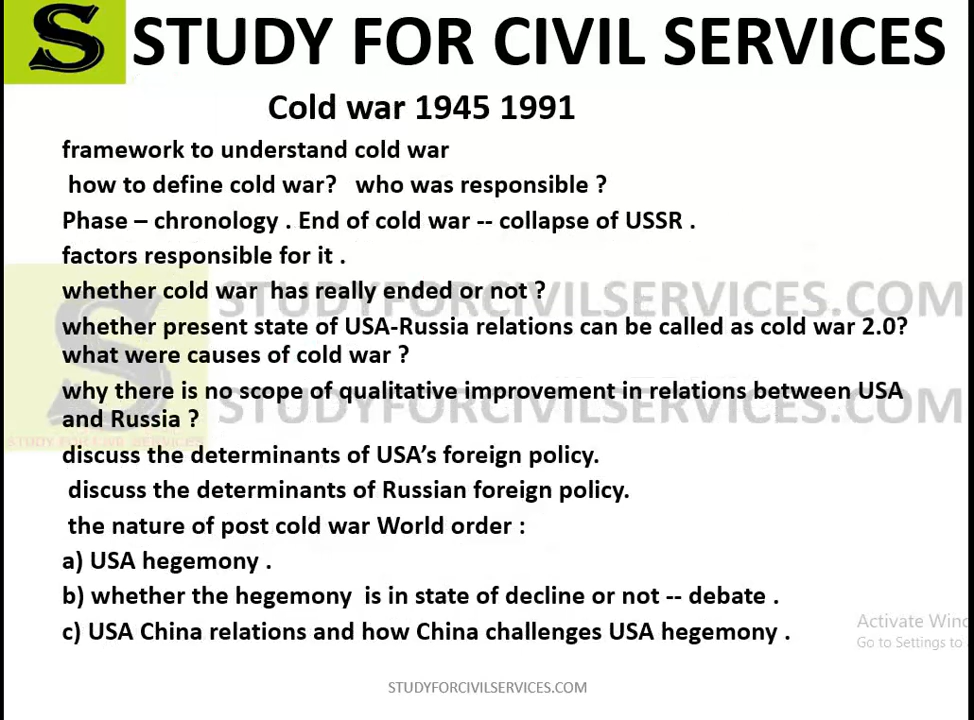 S STUDY FOR CIVIL SERVICES
Cold war 1945 1991
framework to understand cold war
how to define cold war? who was responsible ?
Phase – chronology . End of cold war -- collapse of USSR .
factors responsible for it .
whether cold war has really ended or not ?
STUDYFORCIVILSERVICES.COM
whether present state of USA-Russia relations can be called as cold war 2.0?
what were causes of cold war ?
why there is no scope of qualitative improvement in relations between USA
STUDYFORCIVILSERVICES.COM
and Russia ?
STUDY FOR CIVIL SERVICES
discuss the determinants of USA’s foreign policy.
discuss the determinants of Russian foreign policy.
the nature of post cold war World order :
a) USA hegemony .
b) whether the hegemony is in state of decline or not -- debate .
c) USA China relations and how China challenges USA hegemony .
Activate Wind
Go to Settings to
STUDYFORCIVILSERVICES.COM